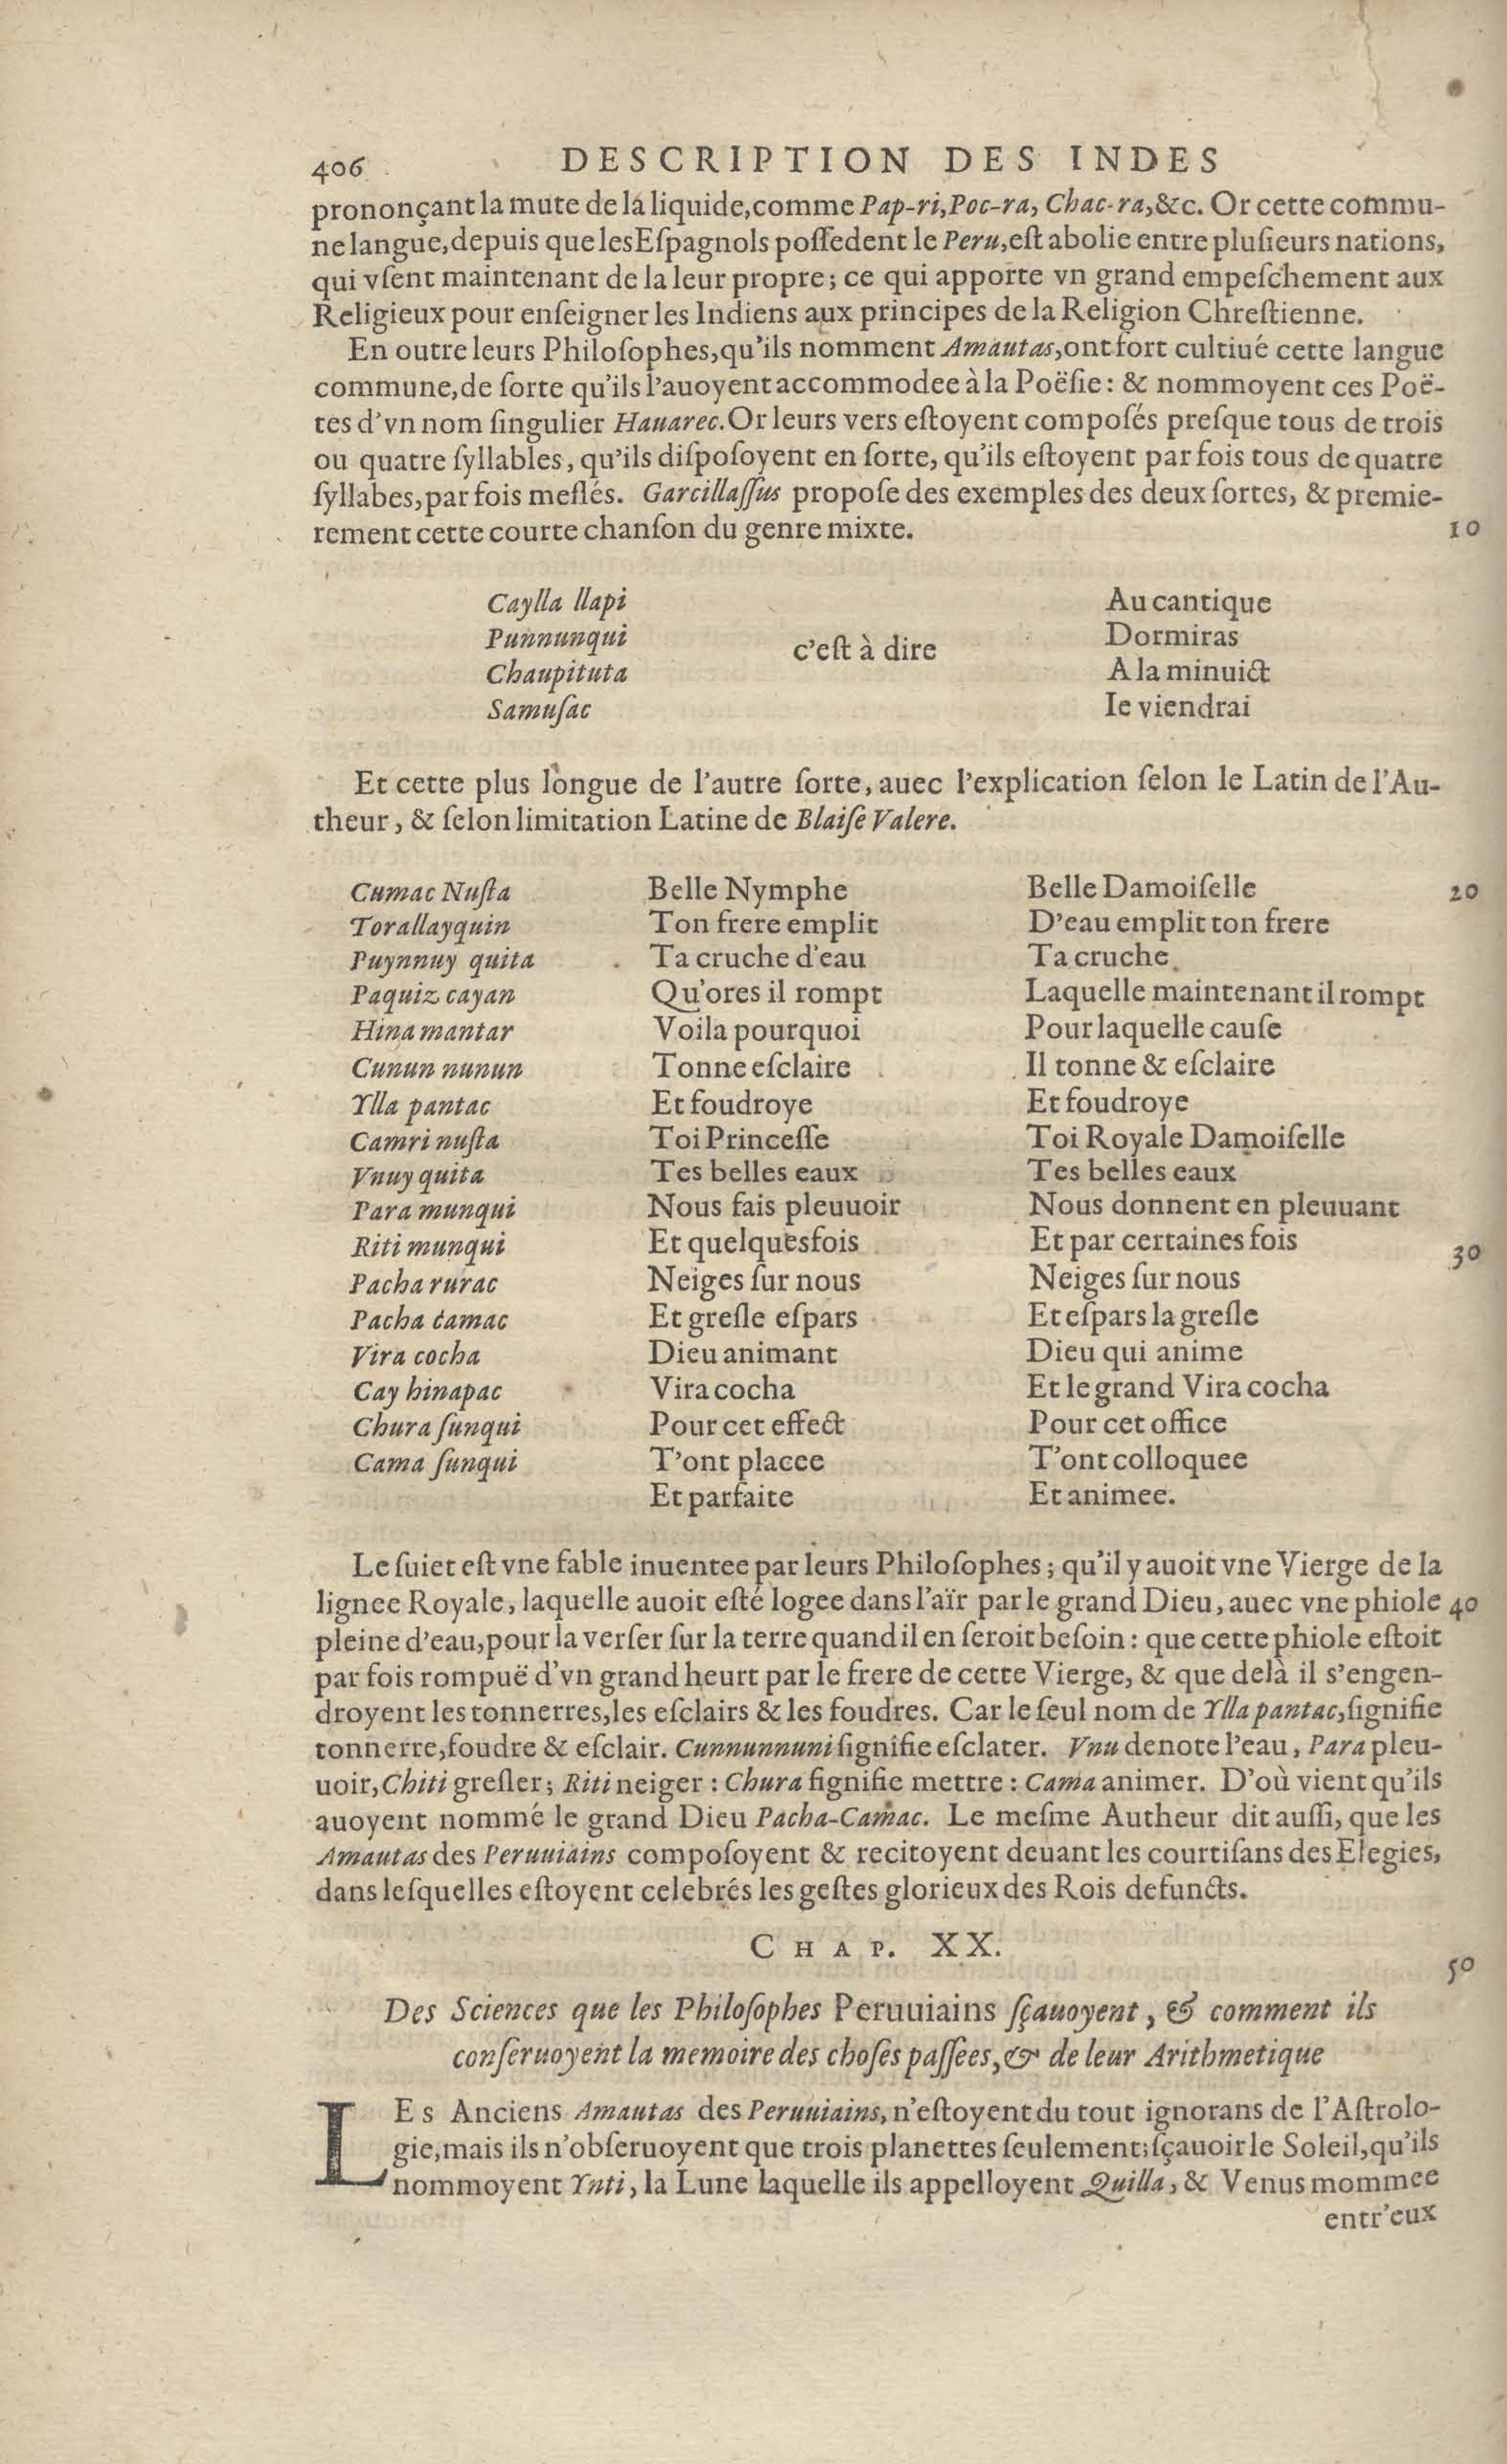 406 DESCRIPTION DES INDES
prononçant la mute de la liquide, comme Pap-ri, Poc-ra, Chac-ra, &c. Or cette commu-
ne langue, depuis que les Eſpagnols poſſedent le Peru, eſt abolie entre pluſieurs nations,
qui vſent maintenant de la leur propre; ce qui apporte vn grand empeſchement aux
Religieux pour enſeigner les Indiens aux principes de la Religion Chreſtienne.
En outre leurs Philoſophes, qu'ils nomment Amautas, ont fort cultiué cette langue
commune, de ſorte qu'ils l'auoyent accommodee à la Poëſie: & nommoyent ces Poë-
tes d'vn nom ſingulier Hauarec. Or leurs vers eſtoyent compoſés preſque tous de trois
ou quatre ſyllables, qu'ils diſpoſoyent en ſorte, qu'ils eſtoyent par fois tous de quatre
ſyllabes, par fois meſlés. Garcillaſſus propoſe des exemples des deux ſortes, & premie-
rement cette courte chanſon du genre mixte. 10
Caylla llapi
Punnunqui
Chaupituta
Samuſac
c'eſt à dire
Au cantique
Dormiras
A la minuict
Ie viendrai
Et cette plus longue de l'autre ſorte, auec l'explication ſelon le Latin de l'Au-
theur, & ſelon limitation Latine de Blaiſe Valere.
Cumac Nuſta Belle Nymphe Belle Damoiſelle 20
Torallayquin Ton frere emplit D'eau emplit ton frere
Puynnuy quita Ta cruche d'eau Ta cruche
Paquiz cayan Qu'ores il rompt Laquelle maintenant il rompt
Hina mantar Voila pourquoi Pour laquelle cauſe
Cunun nunun Tonne eſclaire Il tonne & eſclaire
Ylla pantac Et foudroye Et foudroye
Camri nuſta Toi Princeſſe Toi Royale Damoiſelle
Vnuy quita Tes belles eaux Tes belles eaux
Para munqui Nous fais pleuuoir Nous donnent en pleuuant
Riti munqui Et quelquesfois Et par certaines fois 30
Pacha rurac Neiges ſur nous Neiges ſur nous
Pacha camac Et greſle eſpars Et eſpars la greſle
Vira cocha Dieu animant Dieu qui anime
Cay hinapac Vira cocha Et le grand Vira cocha
Chura ſunqui Pour cet effect Pour cet office
Cama ſunqui T'ont placee T'ont colloquee
Et parfaite Et animee.
Le ſuiet eſt vne fable inuentee par leurs Philoſophes; qu'il y auoit vne Vierge de la
lignee Royale, laquelle auoit eſté logee dans l'aïr par le grand Dieu, auec vne phiole 40
pleine d'eau, pour la verſer ſur la terre quand il en ſeroit beſoin: que cette phiole eſtoit
par fois rompuë d'vn grand heurt par le frere de cette Vierge, & que delà il s'engen-
droyent les tonnerres, les eſclairs & les foudres. Car le ſeul nom de Ylla pantac, ſignifie
tonnerre, foudre & eſclair. Cunnunnuni ſignifie eſclater. Vnu denote l'eau, Para pleu-
uoir, Chiti greſler; Riti neiger: Chura ſignifie mettre: Cama animer. D'où vient qu'ils
auoyent nommé le grand Dieu Pacha-Camac. Le meſme Autheur dit auſſi, que les
Amautas des Peruuiains compoſoyent & recitoyent deuant les courtiſans des Elegies,
dans leſquelles eſtoyent celebrés les geſtes glorieux des Rois defuncts.
CHAP. XX.
50
Des Sciences que les Philoſophes Peruuiains ſçauoyent, & comment ils
conſeruoyent la memoire des choſes paſſees, & de leur Arithmetique
LEs Anciens Amautas des Peruuiains, n'eſtoyent du tout ignorans de l'Aſtrolo-
gie, mais ils n'obſeruoyent que trois planettes ſeulement; ſçauoir le Soleil, qu'ils
nommoyent Ynti, la Lune laquelle ils appelloyent Quilla, & Venus mommee
entr'eux